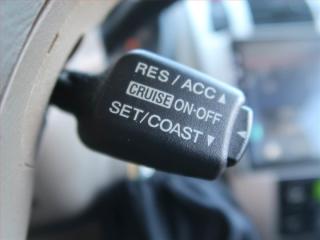 RES/ACC ▲
CRUISE ON-OFF
SET/COAST ▼